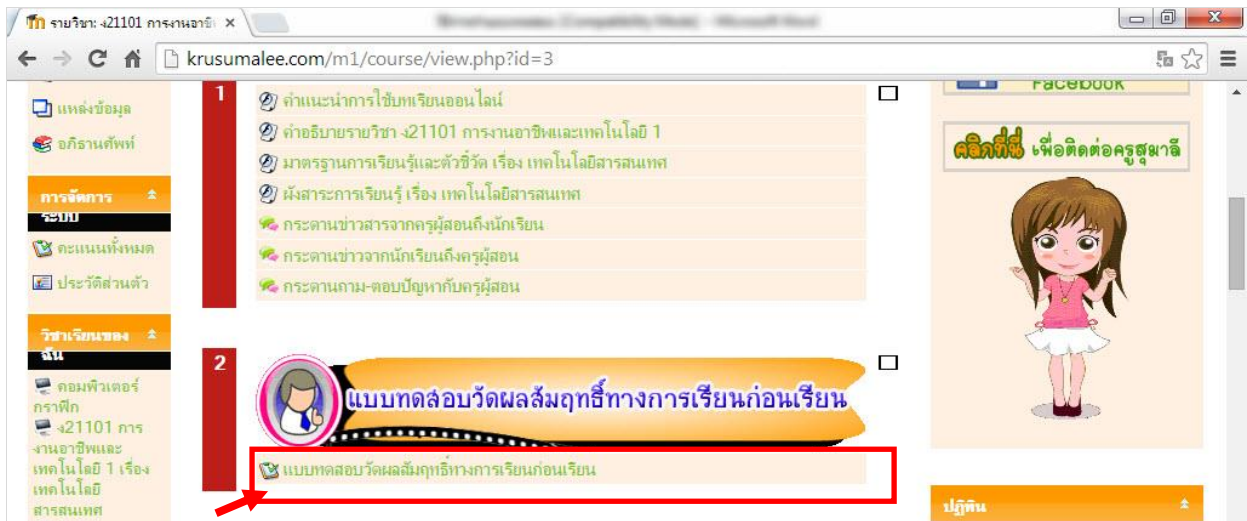 รายวิชา: ง21101 การงานอาชี
krusumalee.com/m1/course/view.php?id=3
แหล่งข้อมูล
อภิธานศัพท์
การจัดการ
ระบบ
คะแนนทั้งหมด
ประวัติส่วนตัว
วิชาเรียนของ
ฉัน
คอมพิวเตอร์
กราฟิก
ง21101 การ
งานอาชีพและ
เทคโนโลยี 1 เรื่อง
เทคโนโลยี
สารสนเทศ
1
คำแนะนำการใช้บทเรียนออนไลน์
คำอธิบายรายวิชา ง21101 การงานอาชีพและเทคโนโลยี 1
มาตรฐานการเรียนรู้และตัวชี้วัด เรื่อง เทคโนโลยีสารสนเทศ
ผังสาระการเรียนรู้ เรื่อง เทคโนโลยีสารสนเทศ
กระดานข่าวสารจากครูผู้สอนถึงนักเรียน
กระดานข่าวจากนักเรียนถึงครูผู้สอน
กระดานถาม-ตอบปัญหากับครูผู้สอน
2
แบบทดสอบวัดผลสัมฤทธิ์ทางการเรียนก่อนเรียน
แบบทดสอบวัดผลสัมฤทธิ์ทางการเรียนก่อนเรียน
Facebook
คลิกที่นี่ เพื่อติดต่อครูสุมาลี
ปฏิทิน